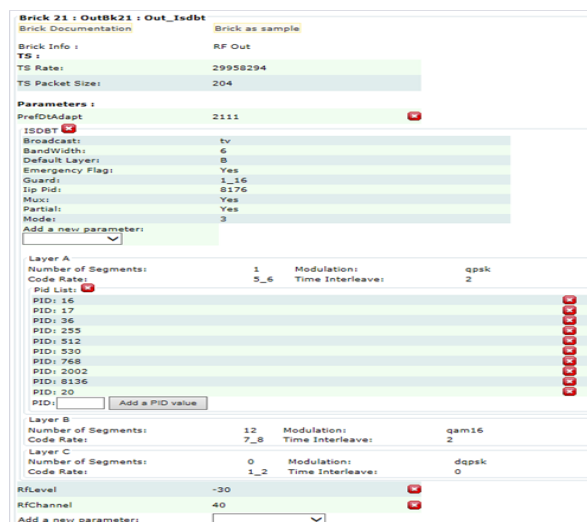 Brick 21 : OutBk21 : Out_Isdbt
Brick Documentation Brick as sample
Brick Info : RF Out
TS :
TS Rate: 29958294
TS Packet Size: 204
Parameters :
PrefDtAdapt 2111
ISDBT
Broadcast: tv
BandWidth: 6
Default Layer: B
Emergency Flag: Yes
Guard: 1_16
Iip Pid: 8176
Mux: Yes
Partial: Yes
Mode: 3
Add a new parameter:
Layer A
Number of Segments: 1 Modulation: qpsk
Code Rate: 5_6 Time Interleave: 2
Pid List:
PID: 16
PID: 17
PID: 36
PID: 255
PID: 512
PID: 530
PID: 768
PID: 2002
PID: 8136
PID: 20
PID: Add a PID value
Layer B
Number of Segments: 12 Modulation: qam16
Code Rate: 7_8 Time Interleave: 2
Layer C
Number of Segments: 0 Modulation: dqpsk
Code Rate: 1_2 Time Interleave: 0
RfLevel -30
RfChannel 40
Add a new parameter: